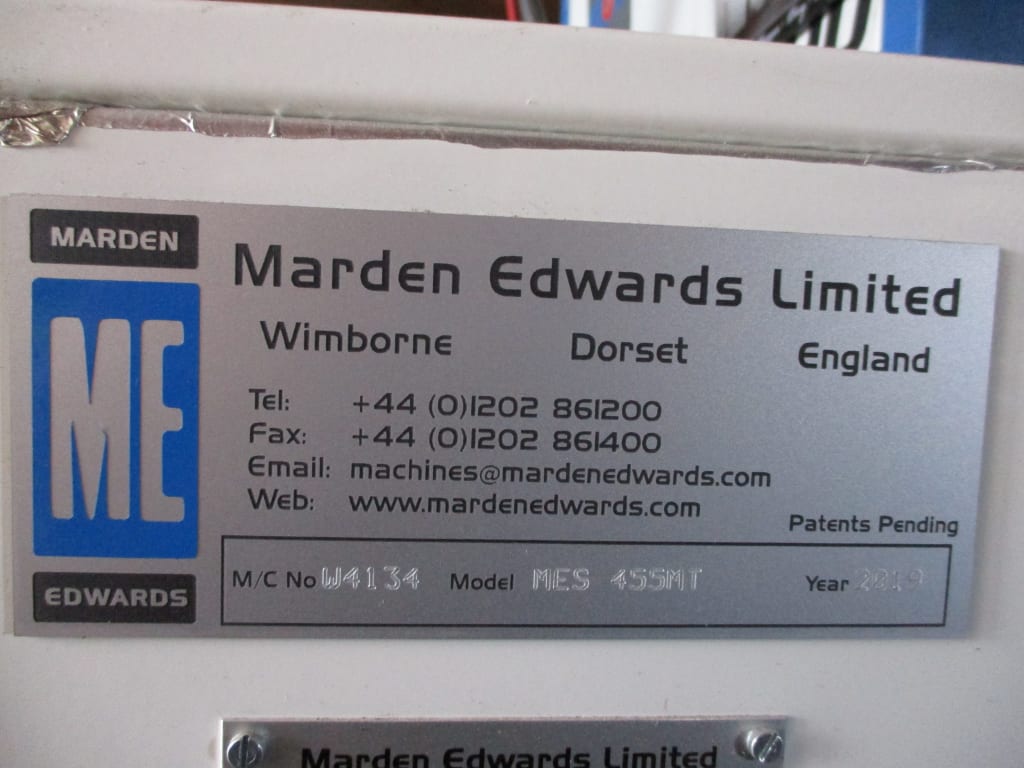 MARDEN
ME
EDWARDS
Marden Edwards Limited
Wimborne Dorset England
Tel: +44 (0)1202 861200
Fax: +44 (0)1202 861400
Email: machines@mardenedwards.com
Web: www.mardenedwards.com
Patents Pending
M/C No W4134 Model MES 455MT Year 2019
Marden Edwards Limited